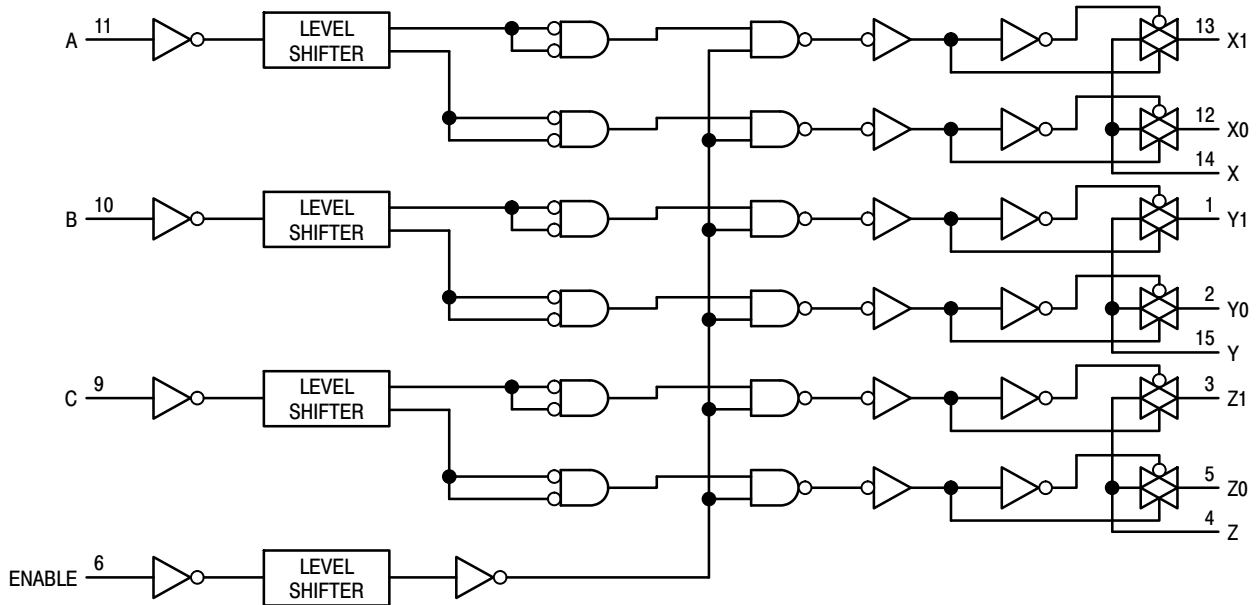 A 11 LEVEL SHIFTER 13 X1
12 X0
14 X
B 10 LEVEL SHIFTER 1 Y1
2 Y0
15 Y
C 9 LEVEL SHIFTER 3 Z1
5 Z0
4 Z
ENABLE 6 LEVEL SHIFTER